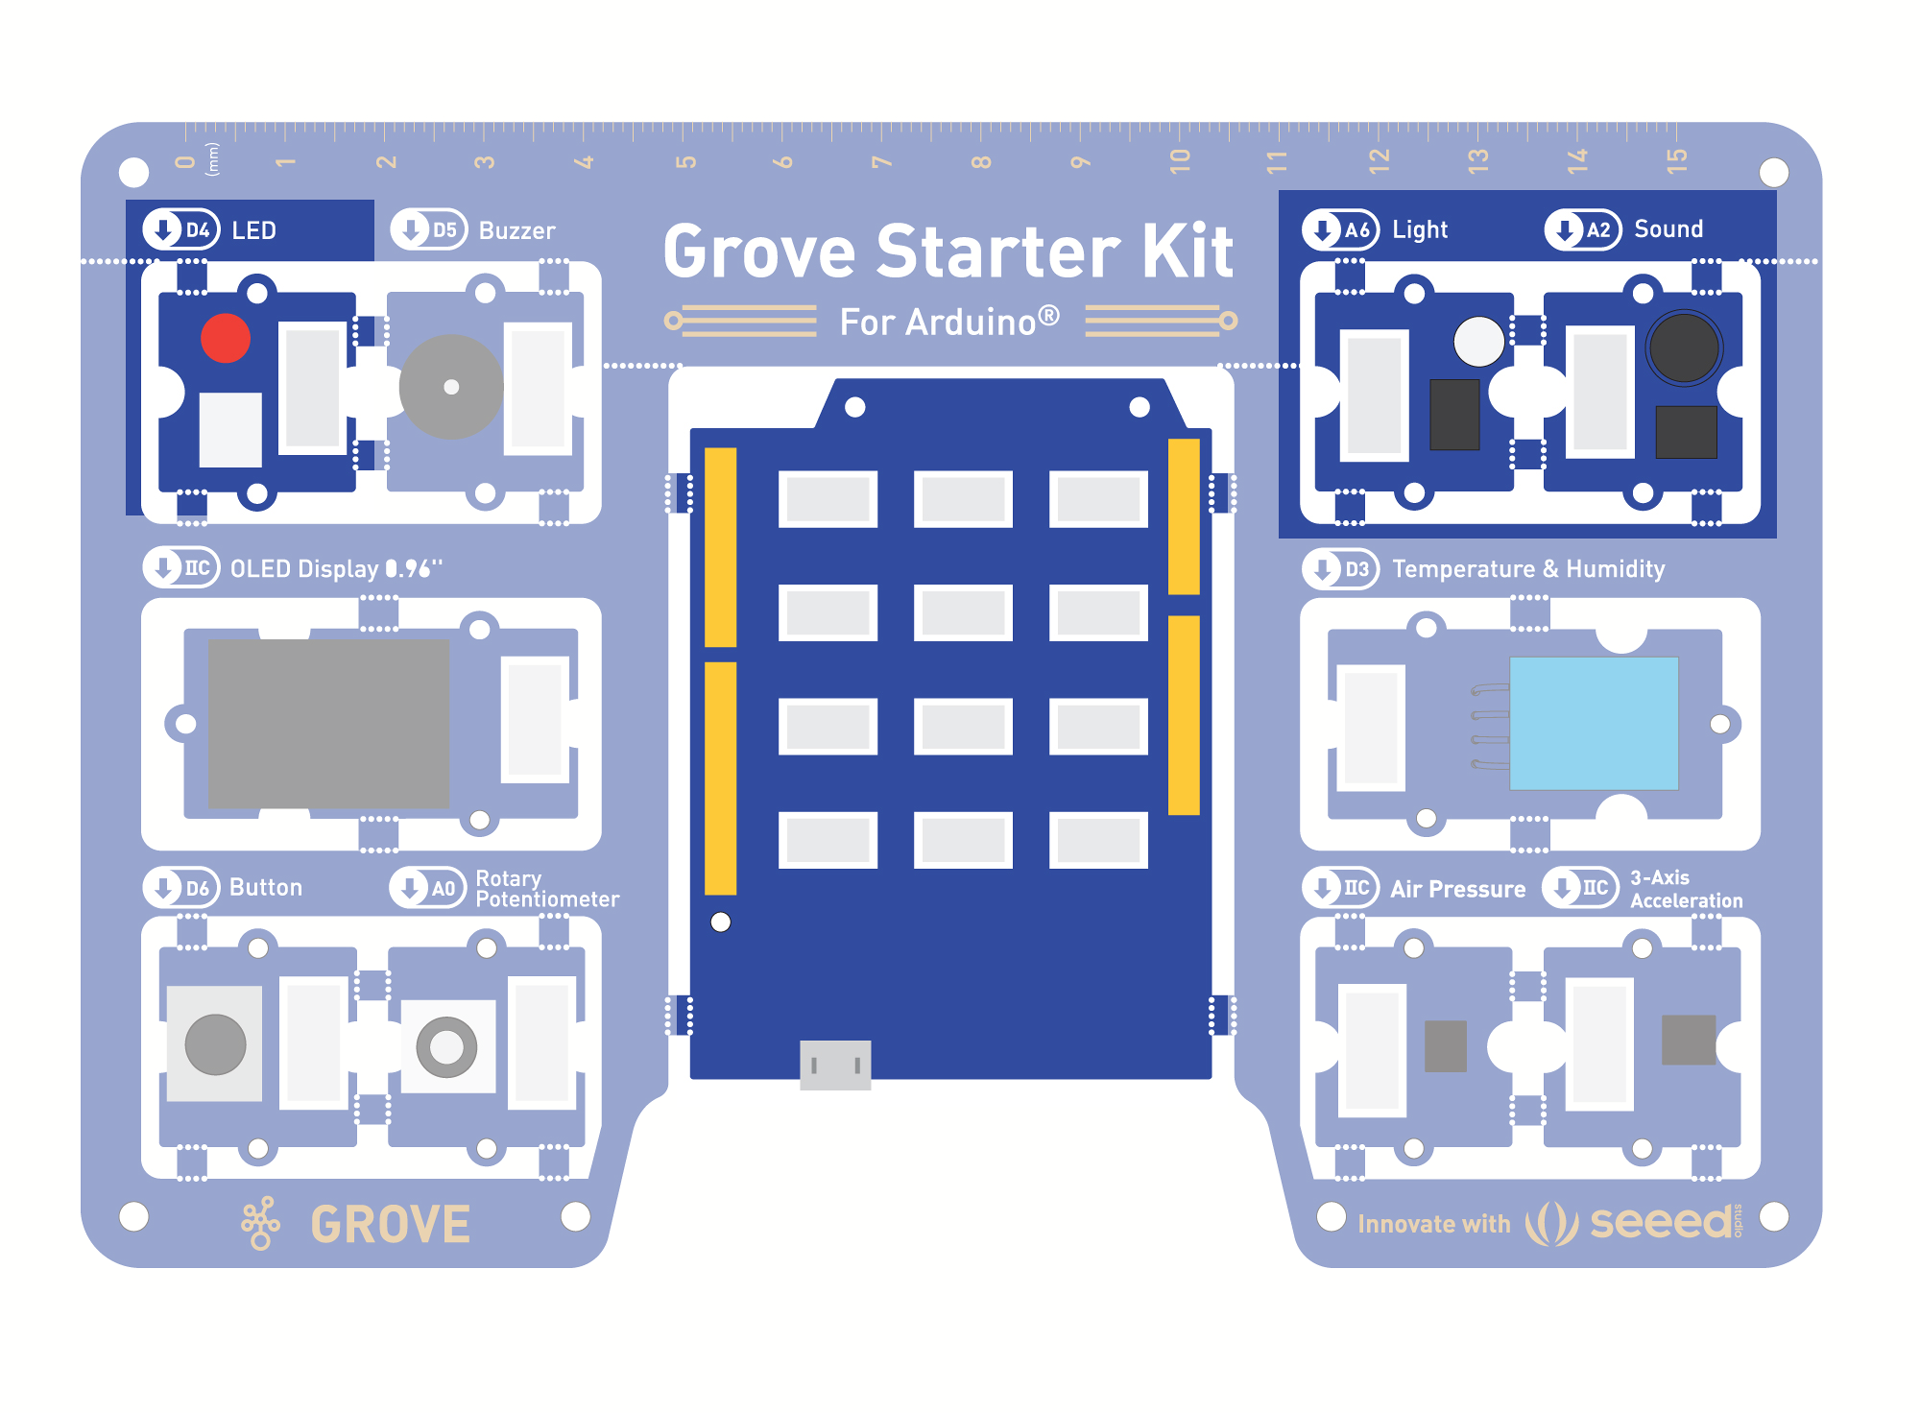 0 (mm) 1 2 3 4 5 6 7 8 9 10 11 12 13 14 15
D4 LED
D5 Buzzer
Grove Starter Kit
For Arduino®
A6 Light
A2 Sound
IIC OLED Display 0.96''
D3 Temperature & Humidity
D6 Button
A0 Rotary
Potentiometer
IIC Air Pressure
IIC 3-Axis
Acceleration
GROVE
Innovate with seeed studio